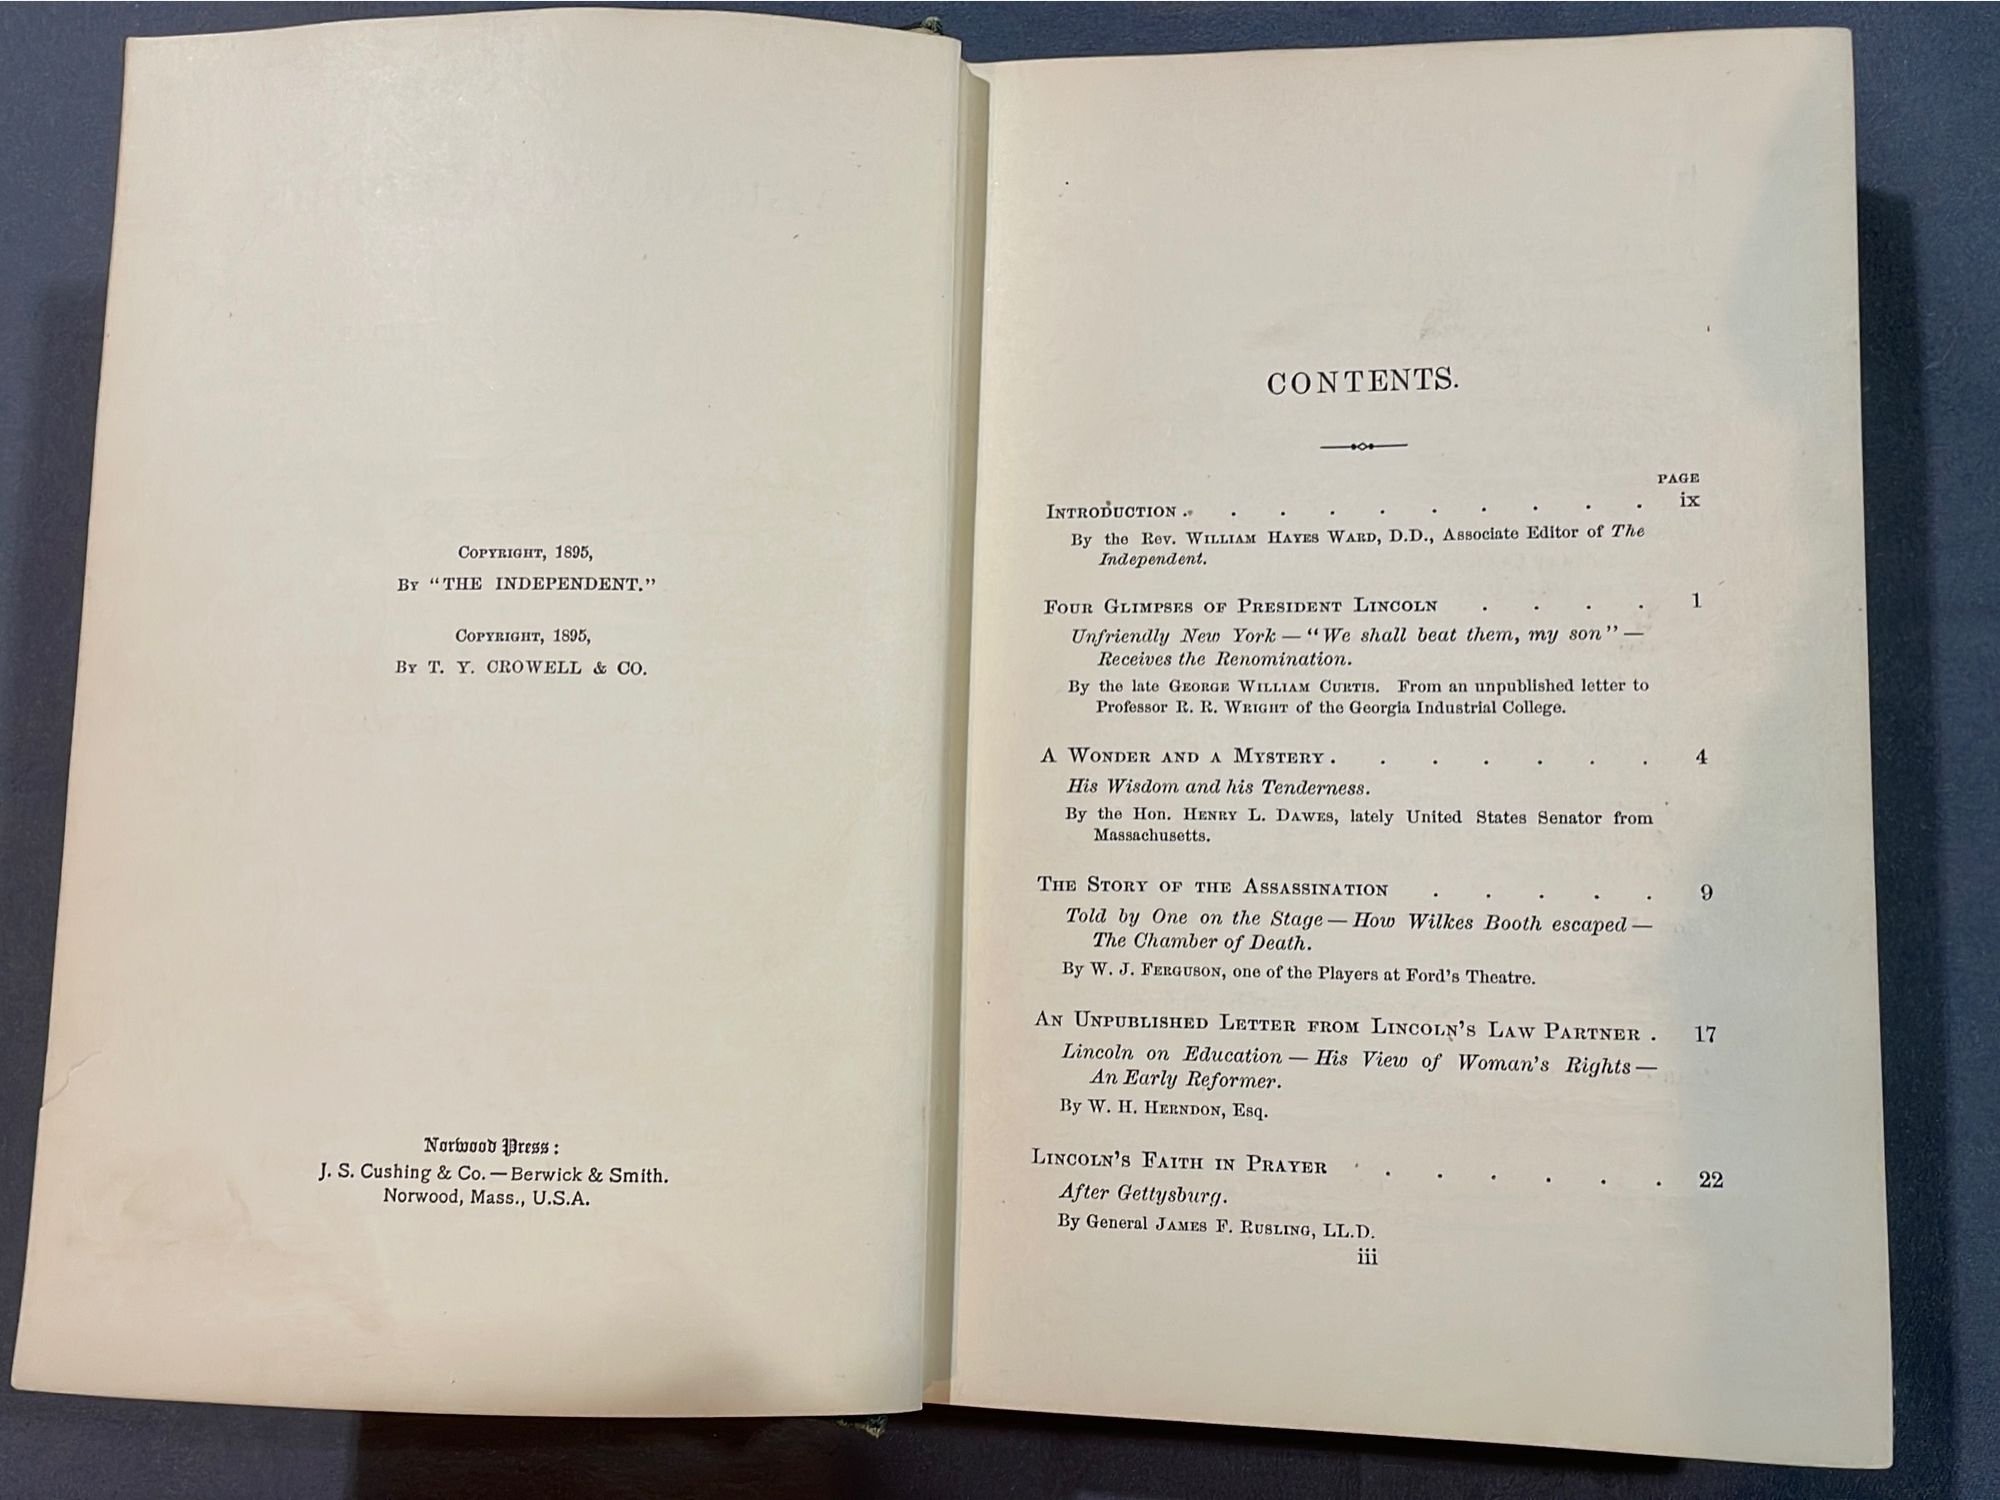 Copyright, 1895,
By "THE INDEPENDENT."
Copyright, 1895,
By T. Y. CROWELL & CO.
Norwood Press:
J. S. Cushing & Co. — Berwick & Smith.
Norwood, Mass., U.S.A.
CONTENTS.
PAGE
Introduction . . . . . . . . . . ix
By the Rev. William Hayes Ward, D.D., Associate Editor of The
Independent.
Four Glimpses of President Lincoln . . . . 1
Unfriendly New York — "We shall beat them, my son" —
Receives the Renomination.
By the late George William Curtis. From an unpublished letter to
Professor R. R. Wright of the Georgia Industrial College.
A Wonder and a Mystery . . . . . . . 4
His Wisdom and his Tenderness.
By the Hon. Henry L. Dawes, lately United States Senator from
Massachusetts.
The Story of the Assassination . . . . . 9
Told by One on the Stage — How Wilkes Booth escaped —
The Chamber of Death.
By W. J. Ferguson, one of the Players at Ford's Theatre.
An Unpublished Letter from Lincoln's Law Partner . 17
Lincoln on Education — His View of Woman's Rights —
An Early Reformer.
By W. H. Herndon, Esq.
Lincoln's Faith in Prayer . . . . . . 22
After Gettysburg.
By General James F. Rusling, LL.D.
iii